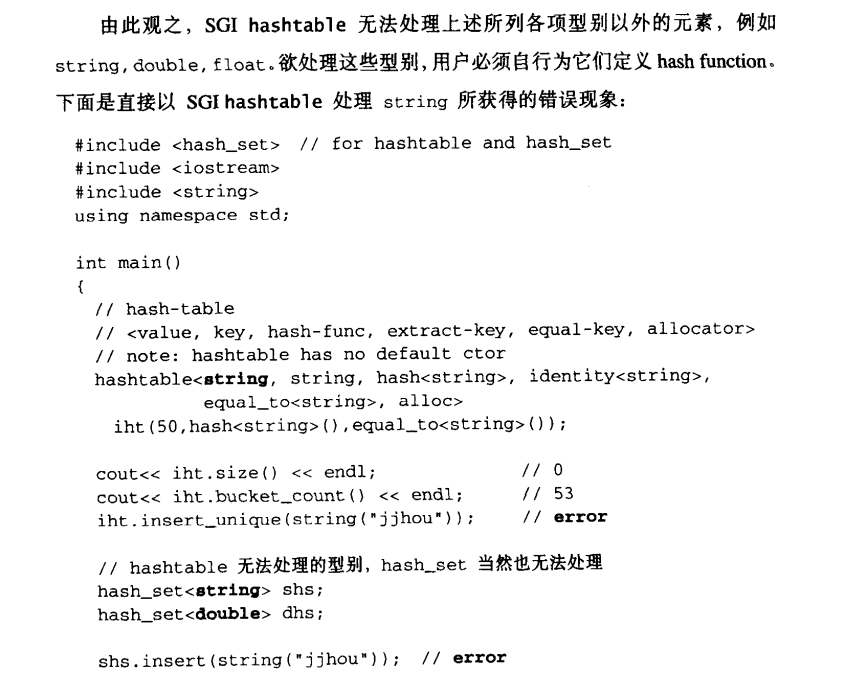 由此观之，SGI hashtable 无法处理上述所列各项型别以外的元素，例如
string, double, float。欲处理这些型别，用户必须自行为它们定义 hash function。
下面是直接以 SGI hashtable 处理 string 所获得的错误现象：
#include <hash_set>  // for hashtable and hash_set
#include <iostream>
#include <string>
using namespace std;
int main()
{
// hash-table
// <value, key, hash-func, extract-key, equal-key, allocator>
// note: hashtable has no default ctor
hashtable<string, string, hash<string>, identity<string>,
equal_to<string>, alloc>
iht(50,hash<string>(),equal_to<string>());
cout<< iht.size() << endl;  // 0
cout<< iht.bucket_count() << endl;  // 53
iht.insert_unique(string("jjhou"));  // error
// hashtable 无法处理的型别，hash_set 当然也无法处理
hash_set<string> shs;
hash_set<double> dhs;
shs.insert(string("jjhou"));  // error